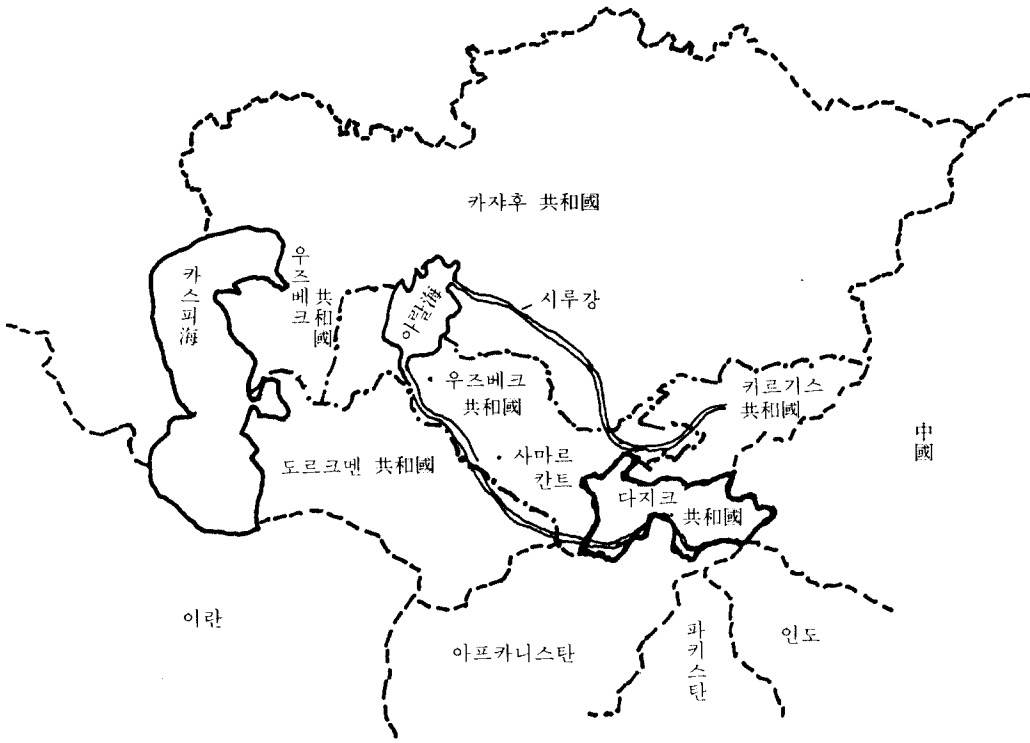 카쟈후 共和國
우즈베크
共和國
카스피海
아랄海
시루강
우즈베크
共和國
키르기스
共和國
中國
도르크멘 共和國
사마르
칸트
다지크
共和國
이란
아프카니스탄
파키스탄
인도